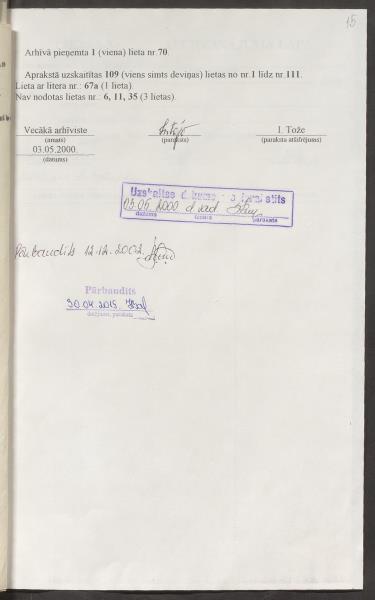 15
Arhīvā pieņemta 1 (viena) lieta nr.70.
Aprakstā uzskaitītas 109 (viens simts deviņas) lietas no nr.1 līdz nr.111.
Lieta ar litera nr.: 67a (1 lieta).
Nav nodotas lietas nr.: 6, 11, 35 (3 lietas).
Vecākā arhīviste I. Tože
(amats) (paraksts) (paraksta atšifrējums)
03.05.2000.
(datums)
Uzskaites
03.05.2000
datums amats paraksts
Pārbaudīts 12.12.2002.
Pārbaudīts
30.04.2015.
datums, paraksts